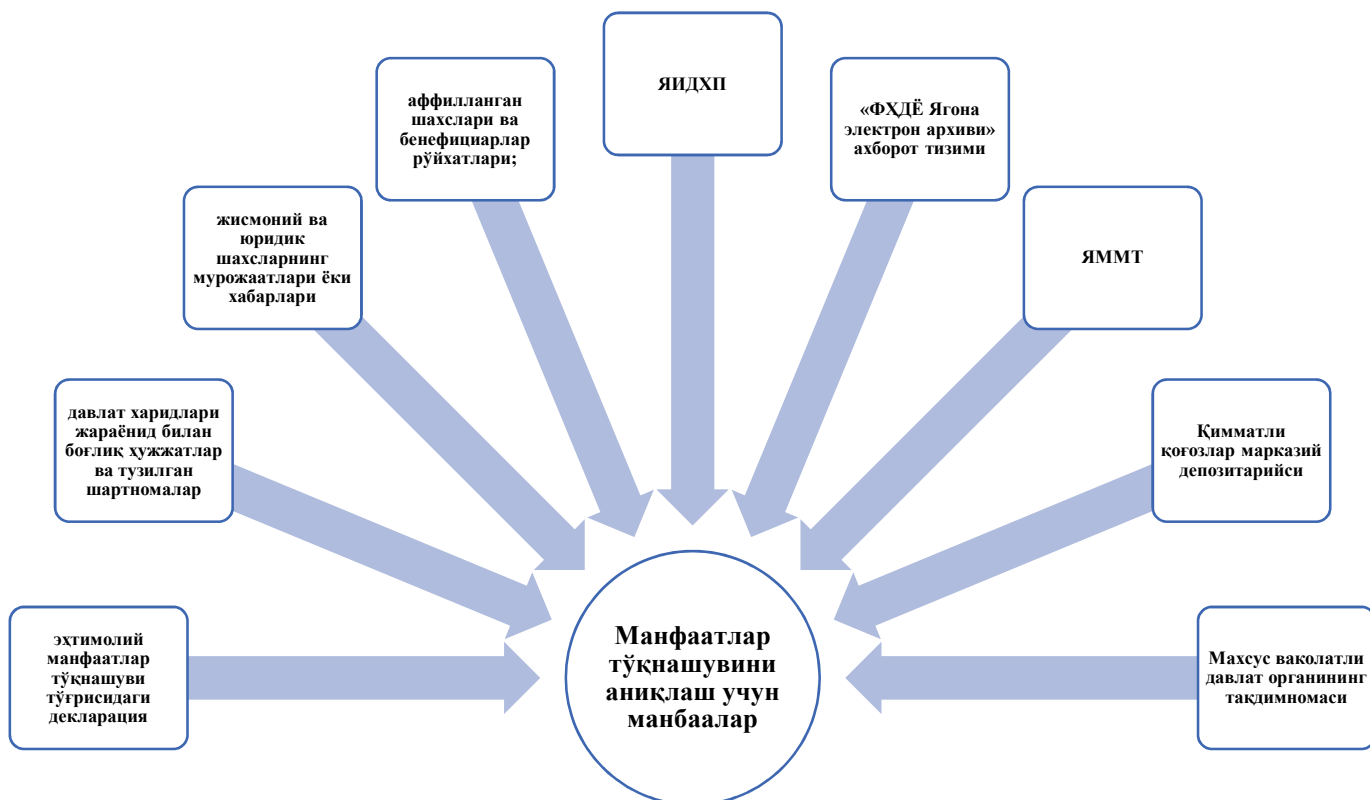 ЯИДХП
аффилланган
шахслари ва
бенефициарлар
рўйхатлари;
«ФҲДЁ Ягона
электрон архиви»
ахборот тизими
жисмоний ва
юридик
шахсларнинг
мурожаатлари ёки
хабарлари
ЯММТ
давлат харидлари
жараёнид билан
боғлиқ ҳужжатлар
ва тузилган
шартномалар
Қимматли
қоғозлар марказий
депозитарийси
эҳтимолий
манфаатлар
тўқнашуви
тўғрисидаги
декларация
Манфаатлар
тўқнашувини
аниқлаш учун
манбаалар
Махсус ваколатли
давлат органининг
тақдимномаси